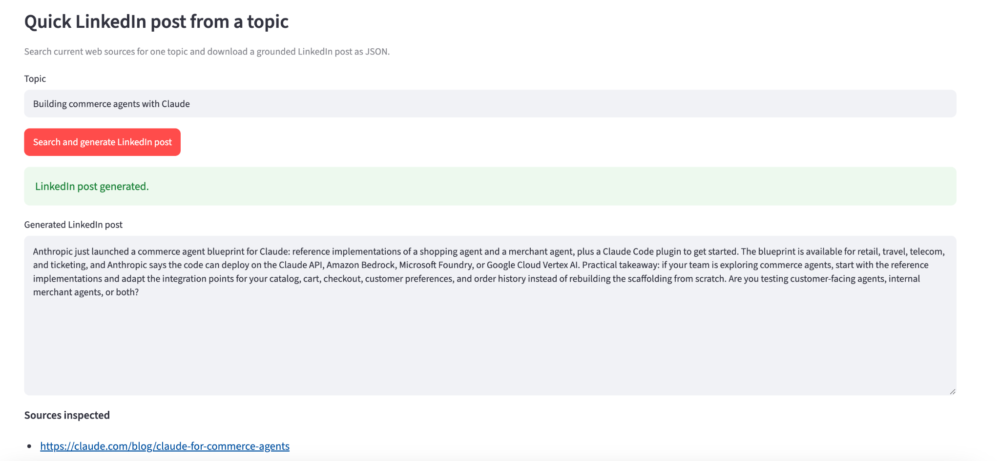 Quick LinkedIn post from a topic
Search current web sources for one topic and download a grounded LinkedIn post as JSON.
Topic
Building commerce agents with Claude
Search and generate LinkedIn post
LinkedIn post generated.
Generated LinkedIn post
Anthropic just launched a commerce agent blueprint for Claude: reference implementations of a shopping agent and a merchant agent, plus a Claude Code plugin to get started. The blueprint is available for retail, travel, telecom,
and ticketing, and Anthropic says the code can deploy on the Claude API, Amazon Bedrock, Microsoft Foundry, or Google Cloud Vertex AI. Practical takeaway: if your team is exploring commerce agents, start with the reference
implementations and adapt the integration points for your catalog, cart, checkout, customer preferences, and order history instead of rebuilding the scaffolding from scratch. Are you testing customer-facing agents, internal
merchant agents, or both?
Sources inspected
• https://claude.com/blog/claude-for-commerce-agents